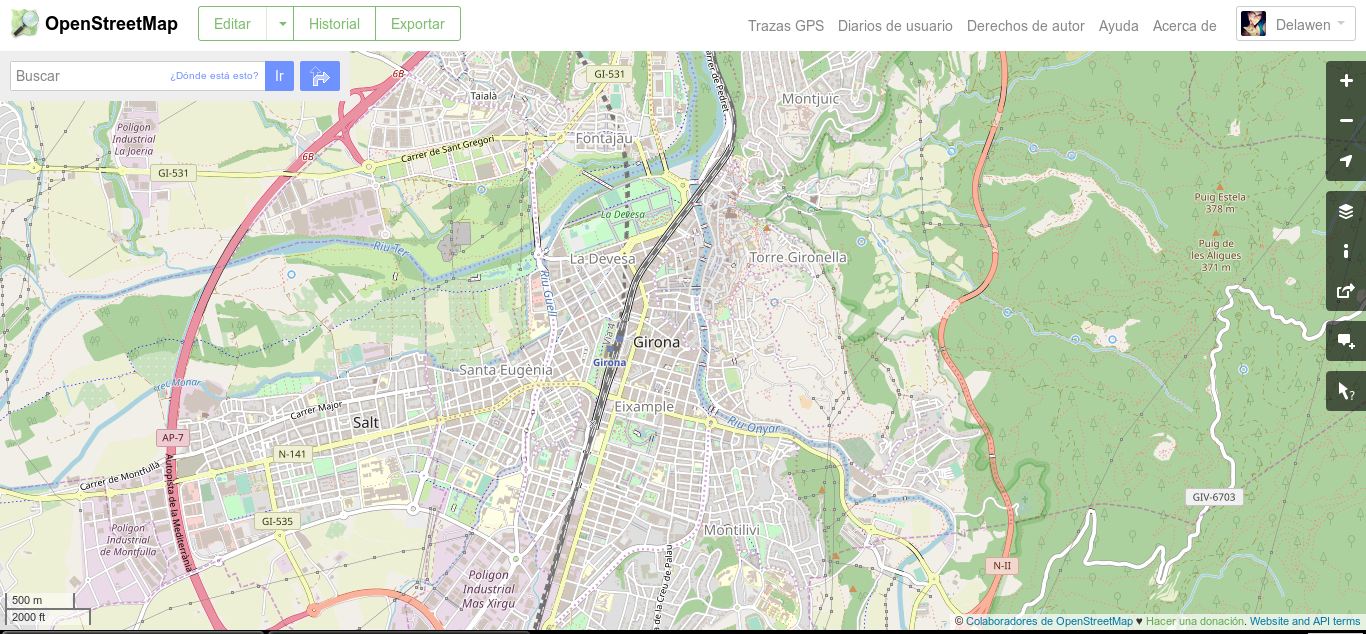 OpenStreetMap
Editar
Historial
Exportar
Trazas GPS
Diarios de usuario
Derechos de autor
Ayuda
Acerca de
Delawen
Buscar
¿Dónde está esto?
Ir
6B
GI-531
Carrer de Pedret
Taialà
Montjuïc
Polígon
Industrial
La Joeria
Fontajau
Carrer de Sant Gregori
6B
GI-531
Puig Estela
378 m
La Devesa
Riu Ter
Puig de
les Àligues
371 m
La Devesa
Torre Gironella
Riu Güell
Via 4
Girona
Girona
Santa Eugènia
Monar
Carrer Major
Eixample
Salt
Riu Onyar
AP-7
N-141
Carrer de Montfullà
Autopista de la Mediterrània
GIV-6703
GI-535
Polígon
Industrial
de Montfullà
Montilivi
N-II
Polígon
Industrial
Mas Xirgu
de la Creu de Palau
500 m
2000 ft
© Colaboradores de OpenStreetMap ♥ Hacer una donación. Website and API terms